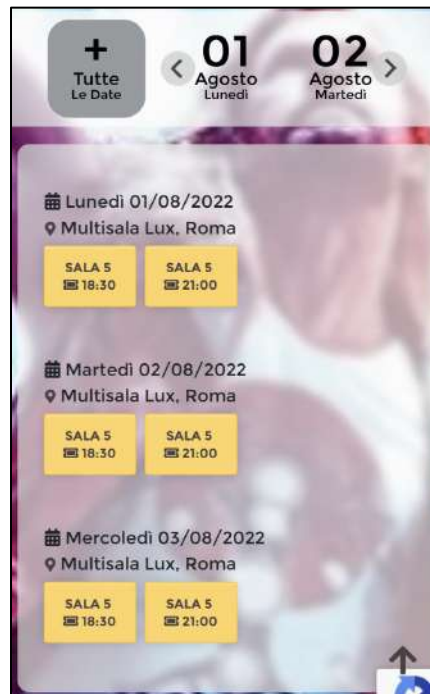 +
Tutte
Le Date
01
Agosto
Lunedì
02
Agosto
Martedì
Lunedì 01/08/2022
Multisala Lux, Roma
SALA 5
18:30
SALA 5
21:00
Martedì 02/08/2022
Multisala Lux, Roma
SALA 5
18:30
SALA 5
21:00
Mercoledì 03/08/2022
Multisala Lux, Roma
SALA 5
18:30
SALA 5
21:00